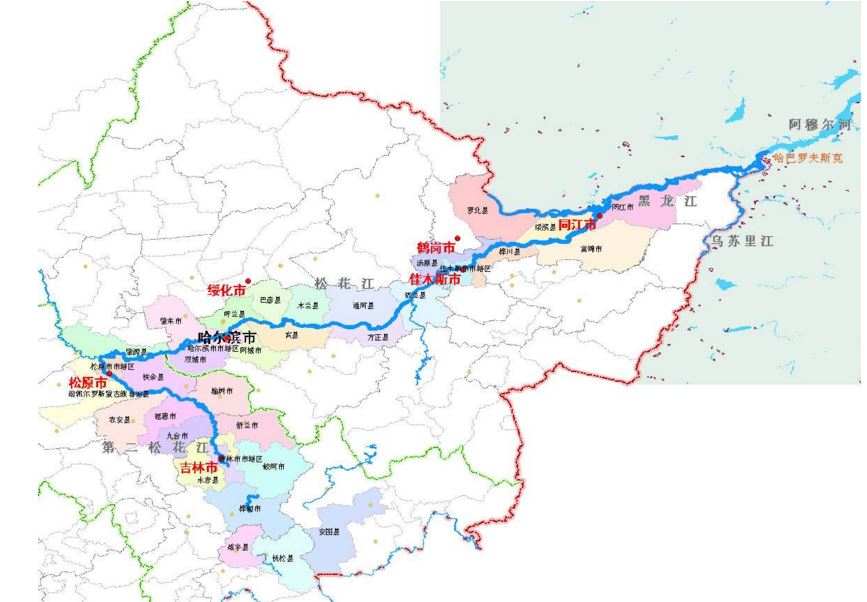 阿穆尔河
哈巴罗夫斯克
萝北县
同江市
黑龙江
绥滨县
同江市
乌苏里江
鹤岗市
富锦市
桦川县
汤原县
佳木斯市市辖区
佳木斯市
松花江
绥化市
依兰县
巴彦县
木兰县
通河县
呼兰县
肇东市
哈尔滨市
宾县
方正县
哈尔滨市市辖区
阿城市
肇源县
双城市
松原市市辖区
松原市
扶余县
前郭尔罗斯蒙古族自治县
榆树市
农安县
德惠市
舒兰市
九台市
第二松花江
吉林市市辖区
吉林市
蛟河市
永吉县
桦甸市
安图县
靖宇县
抚松县